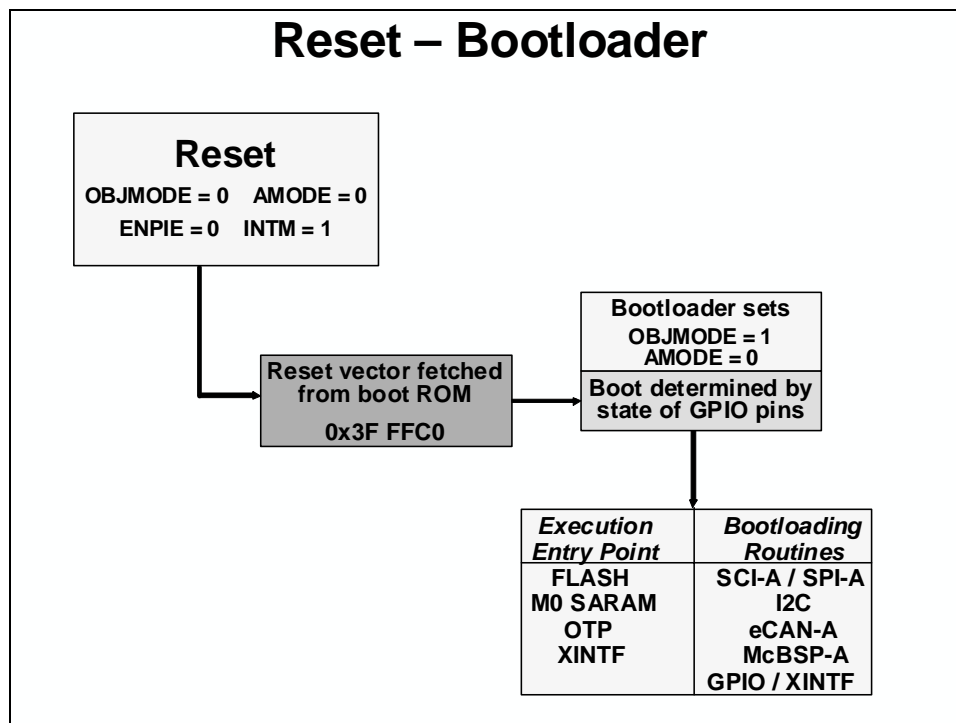 Reset – Bootloader
Reset
OBJMODE = 0 AMODE = 0
ENPIE = 0 INTM = 1
Reset vector fetched
from boot ROM
0x3F FFC0
Bootloader sets
OBJMODE = 1
AMODE = 0
Boot determined by
state of GPIO pins
Execution
Entry Point
FLASH
M0 SARAM
OTP
XINTF
Bootloading
Routines
SCI-A / SPI-A
I2C
eCAN-A
McBSP-A
GPIO / XINTF